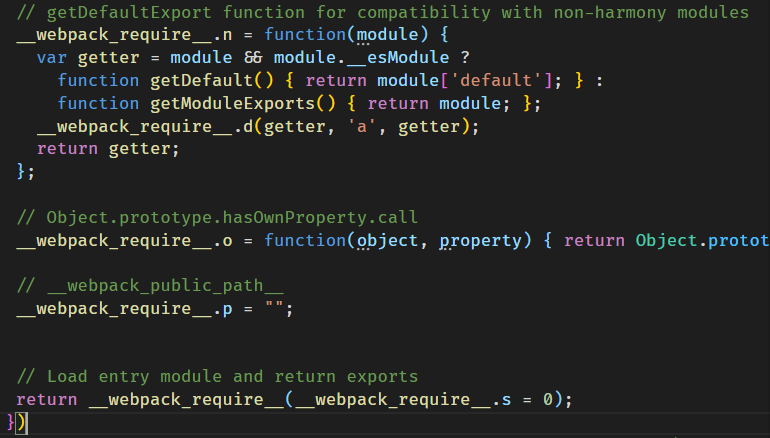 // getDefaultExport function for compatibility with non-harmony modules
__webpack_require__.n = function(module) {
var getter = module && module.__esModule ?
function getDefault() { return module['default']; } :
function getModuleExports() { return module; };
__webpack_require__.d(getter, 'a', getter);
return getter;
};
// Object.prototype.hasOwnProperty.call
__webpack_require__.o = function(object, property) { return Object.protot
// __webpack_public_path__
__webpack_require__.p = "";
// Load entry module and return exports
return __webpack_require__(__webpack_require__.s = 0);
})